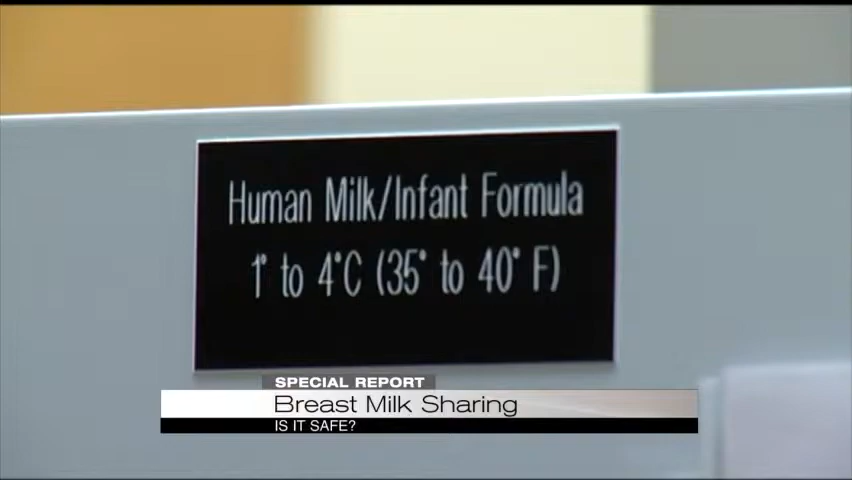 Human Milk/Infant Formula
1° to 4°C (35° to 40° F)
SPECIAL REPORT
Breast Milk Sharing
IS IT SAFE?